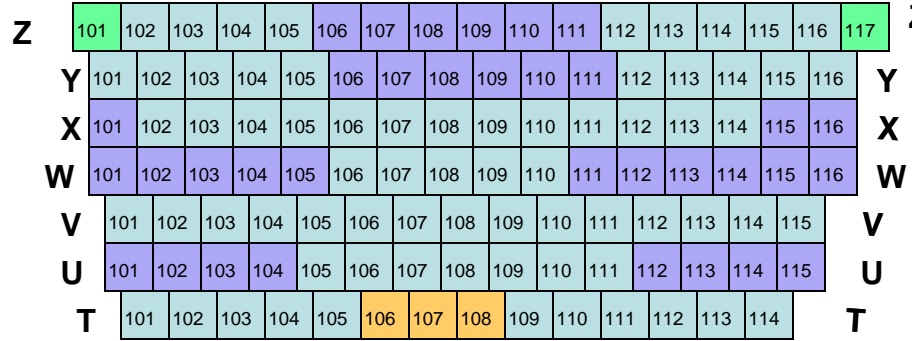 Z 101 102 103 104 105 106 107 108 109 110 111 112 113 114 115 116 117
Y 101 102 103 104 105 106 107 108 109 110 111 112 113 114 115 116 Y
X 101 102 103 104 105 106 107 108 109 110 111 112 113 114 115 116 X
W 101 102 103 104 105 106 107 108 109 110 111 112 113 114 115 116 W
V 101 102 103 104 105 106 107 108 109 110 111 112 113 114 115 V
U 101 102 103 104 105 106 107 108 109 110 111 112 113 114 115 U
T 101 102 103 104 105 106 107 108 109 110 111 112 113 114 T